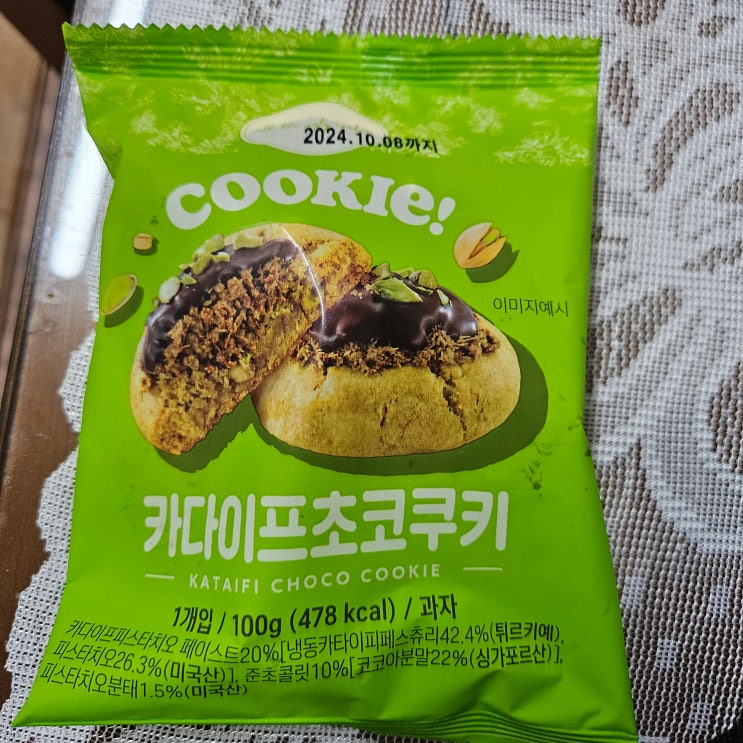 2024.10.08까지
COOKIe!
이미지예시
카다이프초코쿠키
KATAIFI CHOCO COOKIE
1개입 / 100g (478 kcal) / 과자
카다이프피스타치오 페이스트20%[냉동카타이피페스츄리42.4%(튀르키예),
피스타치오26.3%(미국산)], 준초콜릿10%[코코아분말22%(싱가포르산)],
피스타치오분태1.5%(미국산)